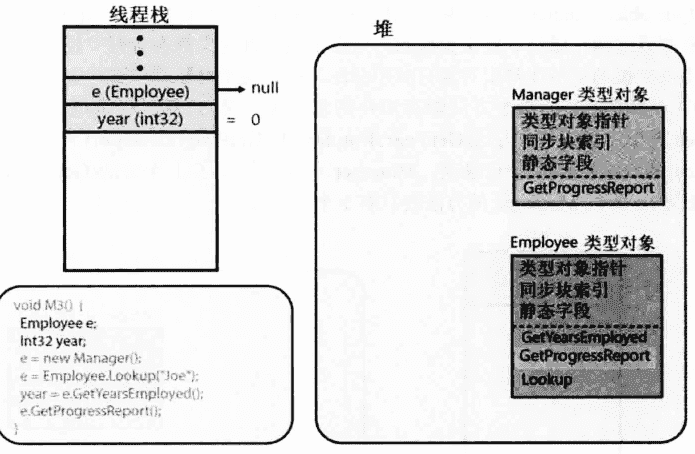 线程栈
e (Employee)
null
year (int32)
= 0
void M3() {
Employee e;
Int32 year;
e = new Manager();
e = Employee.Lookup("Joe");
year = e.GetYearsEmployed();
e.GetProgressReport();
}
堆
Manager 类型对象
类型对象指针
同步块索引
静态字段
GetProgressReport
Employee 类型对象
类型对象指针
同步块索引
静态字段
GetYearsEmployed
GetProgressReport
Lookup